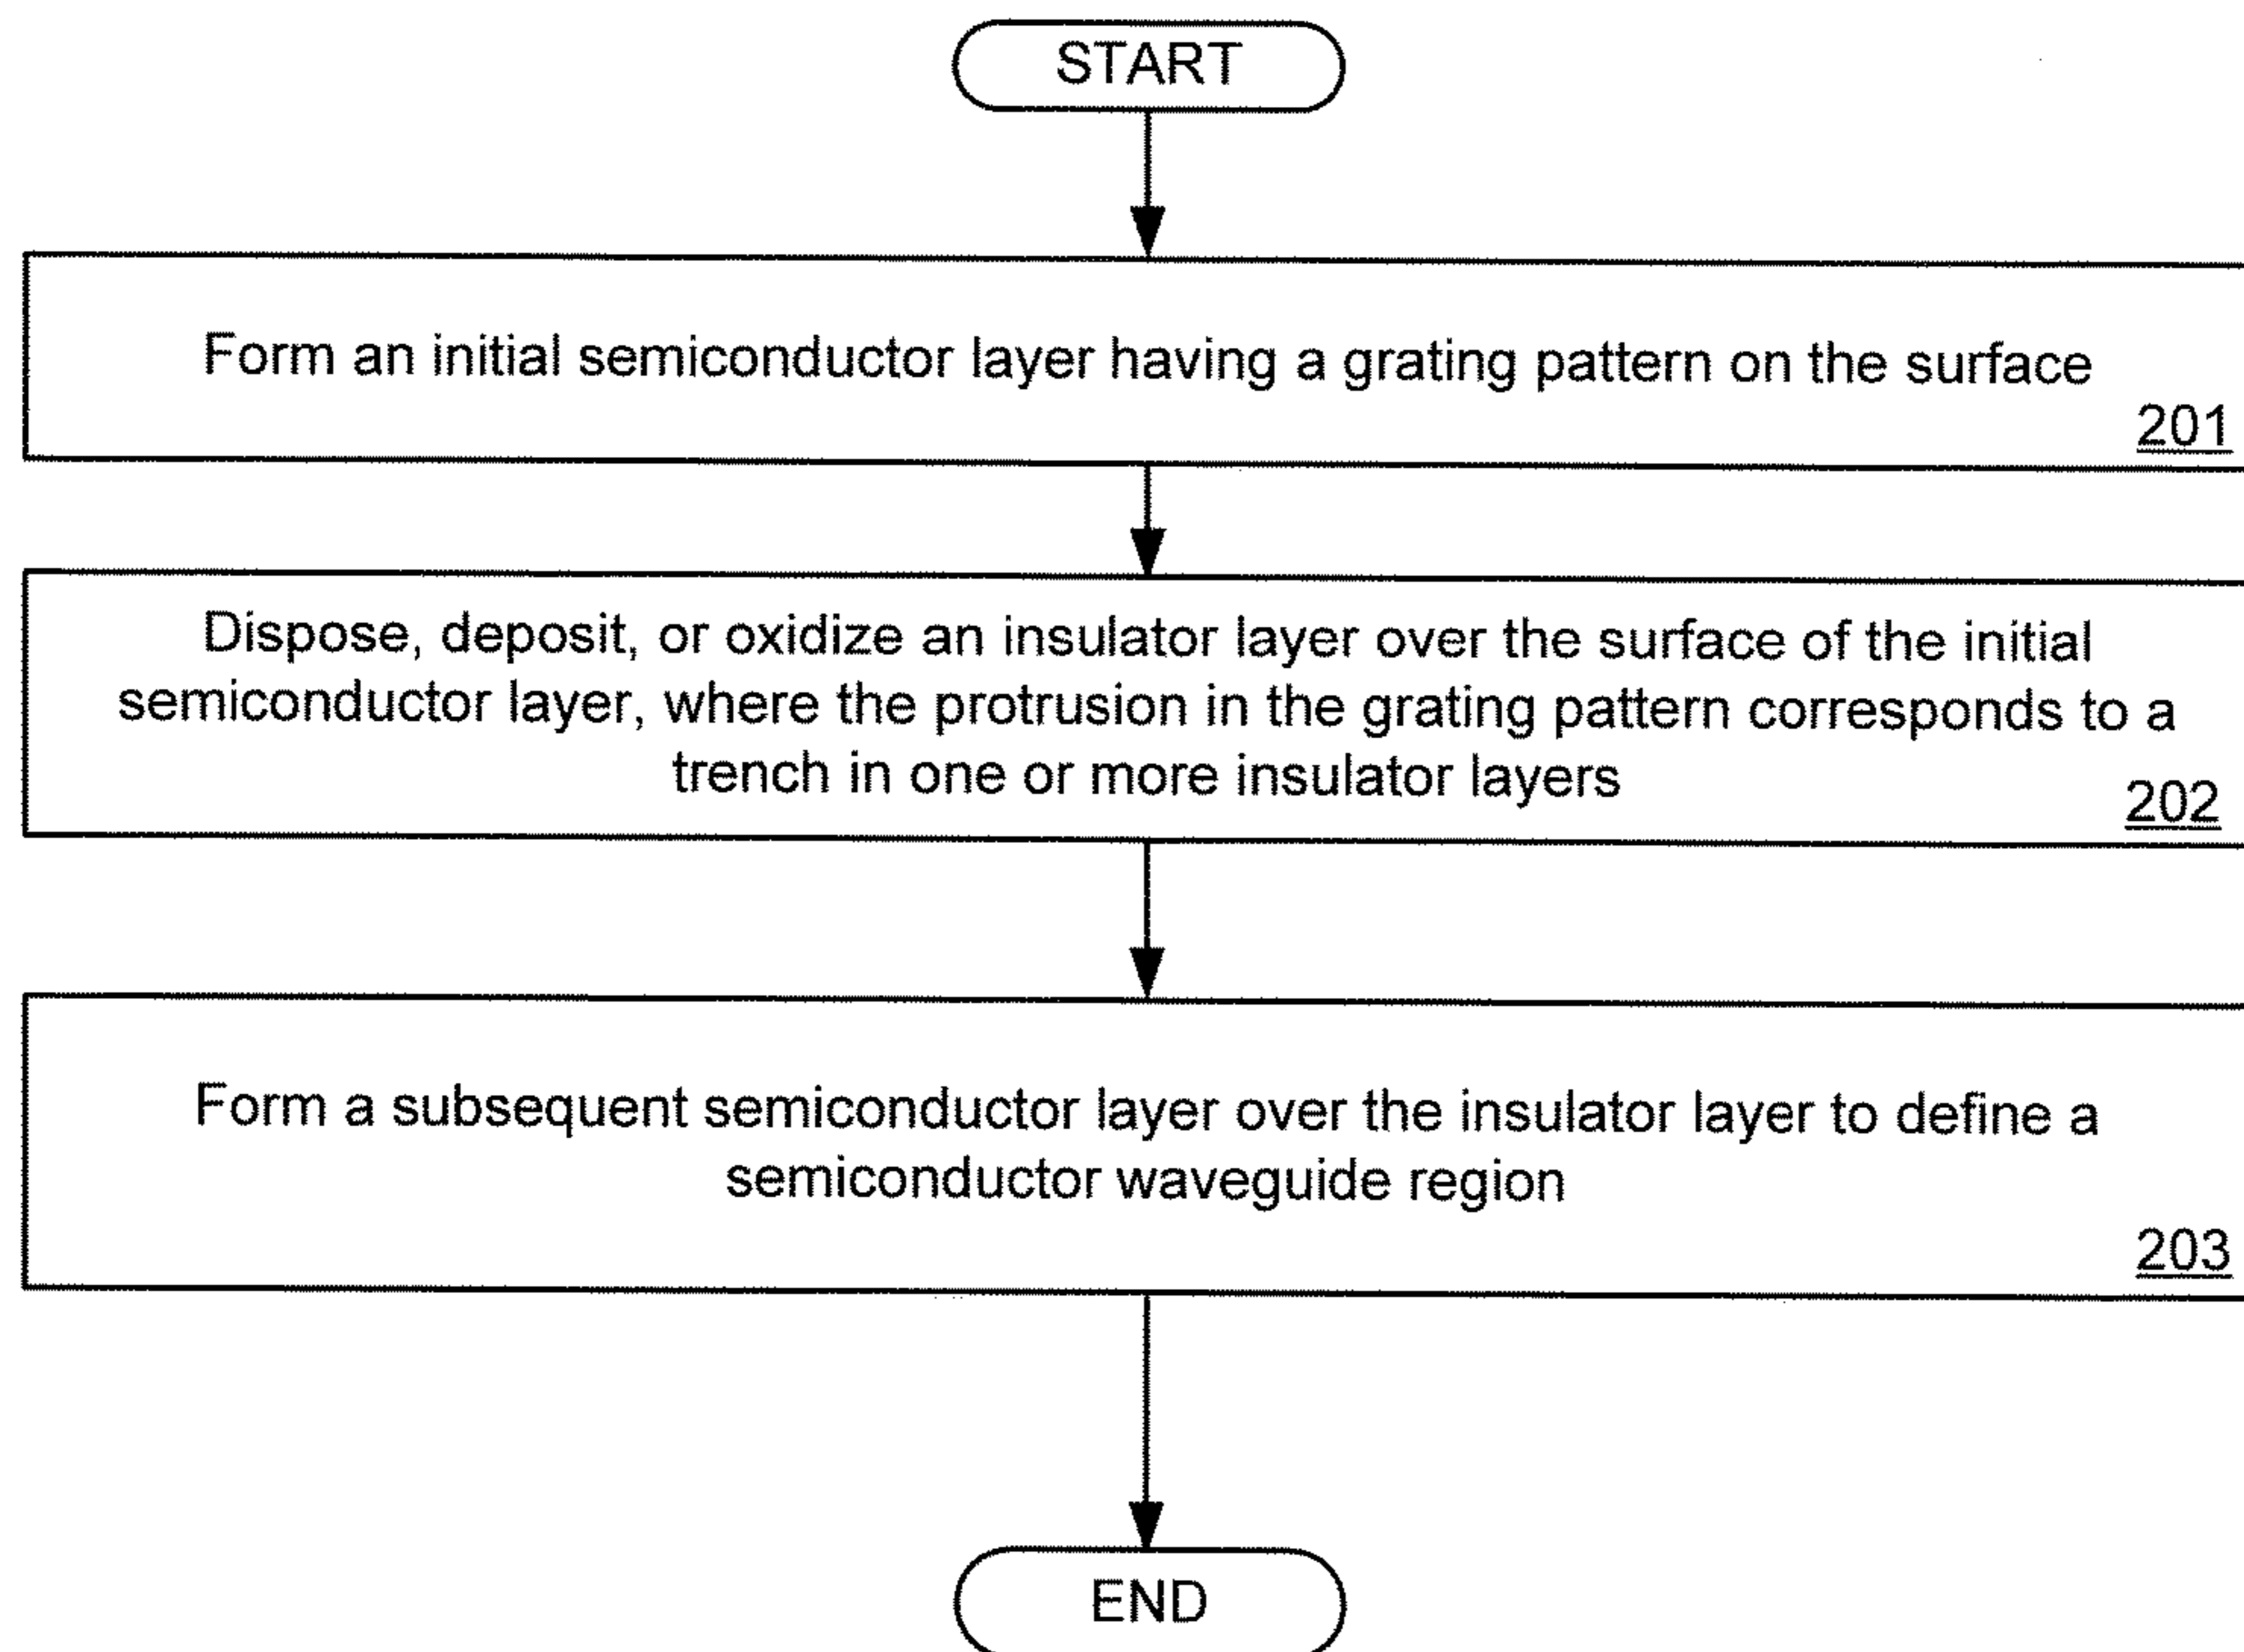 START
Form an initial semiconductor layer having a grating pattern on the surface
201
Dispose, deposit, or oxidize an insulator layer over the surface of the initial
semiconductor layer, where the protrusion in the grating pattern corresponds to a
trench in one or more insulator layers
202
Form a subsequent semiconductor layer over the insulator layer to define a
semiconductor waveguide region
203
END